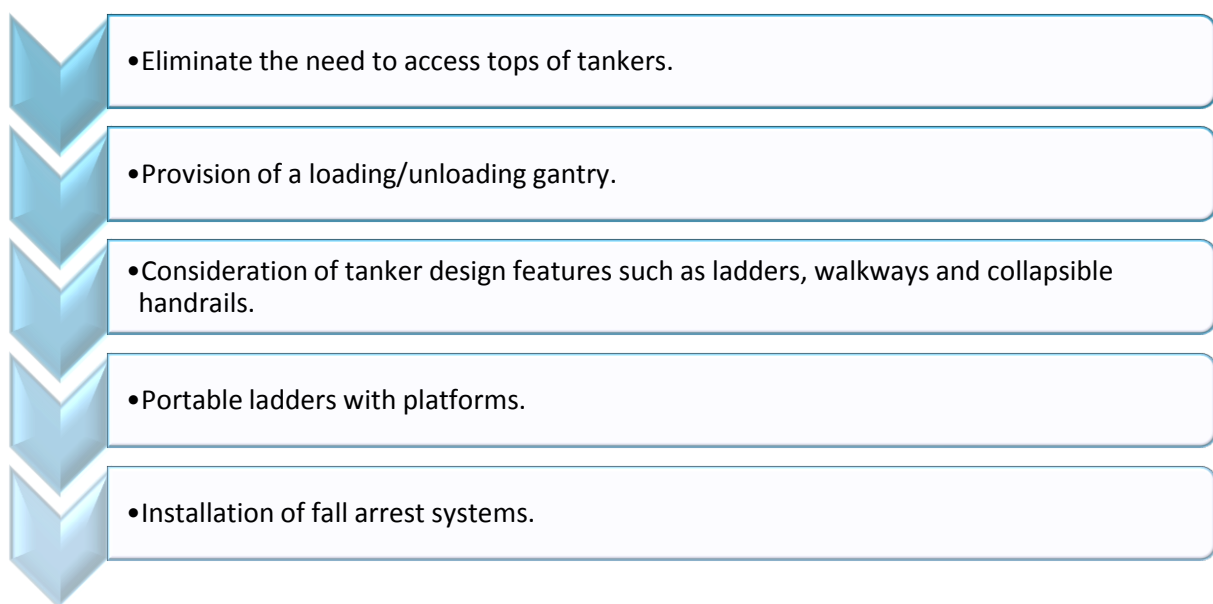 •Eliminate the need to access tops of tankers.
•Provision of a loading/unloading gantry.
•Consideration of tanker design features such as ladders, walkways and collapsible
handrails.
•Portable ladders with platforms.
•Installation of fall arrest systems.